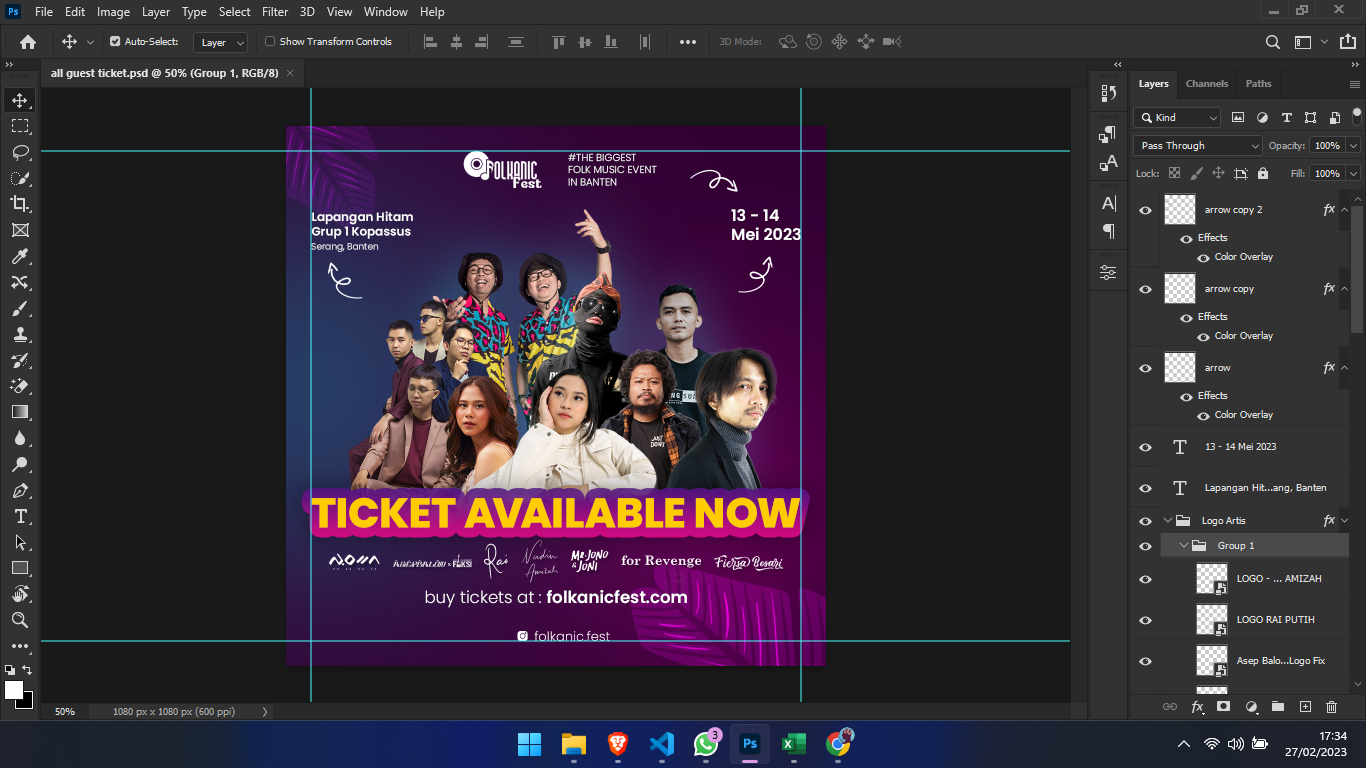 Ps File Edit Image Layer Type Select Filter 3D View Window Help
Auto-Select: Layer Show Transform Controls 3D Mode:
all guest ticket.psd @ 50% (Group 1, RGB/8)
FOLKANIC
Fest
#THE BIGGEST
FOLK MUSIC EVENT
IN BANTEN
Lapangan Hitam
Grup 1 Kopassus
Serang, Banten
13 - 14
Mei 2023
TICKET AVAILABLE NOW
Rai
Nadin
Amizah
MR. JONO
& JONI
for Revenge
Fiersa Besari
buy tickets at : folkanicfest.com
folkanic.fest
50% 1080 px x 1080 px (600 ppi)
Layers Channels Paths
Kind
Pass Through Opacity: 100%
Lock: Fill: 100%
arrow copy 2 fx
Effects
Color Overlay
arrow copy fx
Effects
Color Overlay
arrow fx
Effects
Color Overlay
T 13 - 14 Mei 2023
T Lapangan Hit...ang, Banten
Logo Artis fx
Group 1
LOGO - ... AMIZAH
LOGO RAI PUTIH
Asep Balo...Logo Fix
fx
3
Ps
17:34
27/02/2023